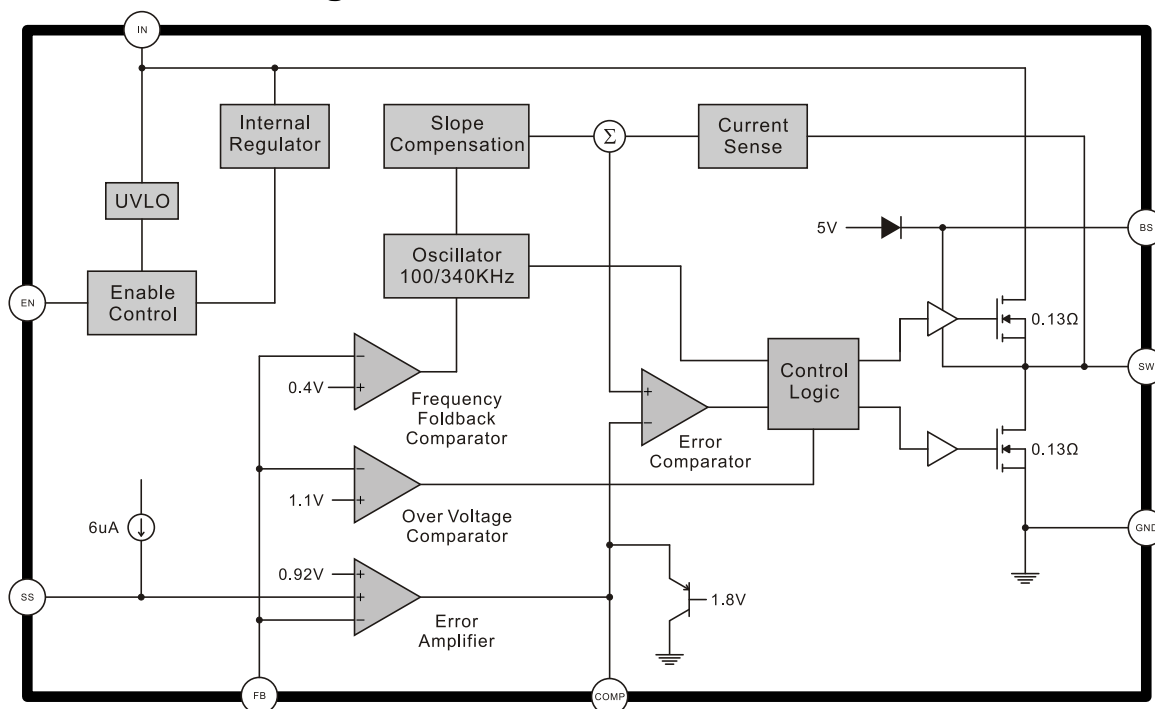 IN
Internal
Regulator
Slope
Compensation
Σ
Current
Sense
UVLO
5V
BS
Oscillator
100/340KHz
Enable
Control
EN
0.13Ω
−
0.4V
+
Frequency
Foldback
Comparator
Control
Logic
SW
+
−
Error
Comparator
0.13Ω
−
1.1V
+
Over Voltage
Comparator
6uA
GND
0.92V
+
+
−
SS
1.8V
Error
Amplifier
FB
COMP